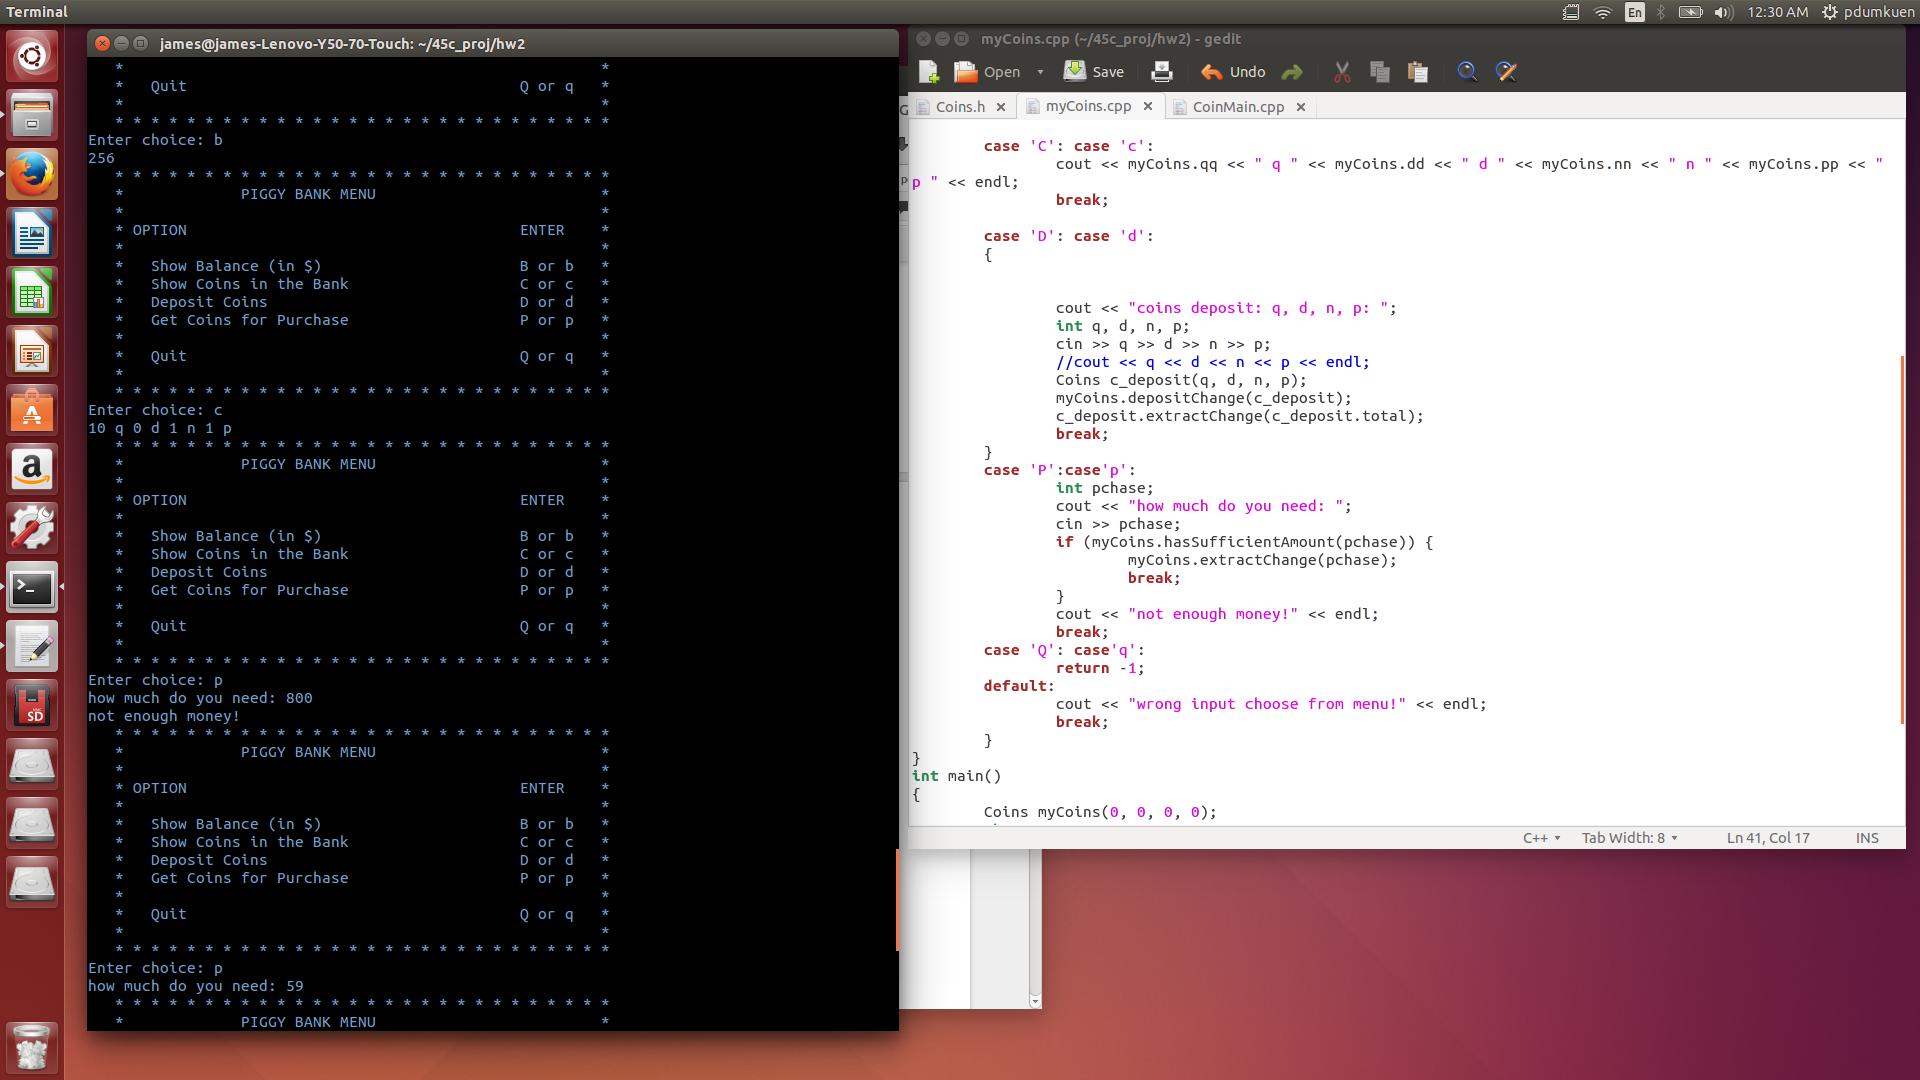 Terminal
En
12:30 AM
pdumkuen
james@james-Lenovo-Y50-70-Touch: ~/45c_proj/hw2
* *
* Quit Q or q *
* *
* * * * * * * * * * * * * * * * * * * * * * * * * * * *
Enter choice: b
256
* * * * * * * * * * * * * * * * * * * * * * * * * * * *
* PIGGY BANK MENU *
* *
* OPTION ENTER *
* *
* Show Balance (in $) B or b *
* Show Coins in the Bank C or c *
* Deposit Coins D or d *
* Get Coins for Purchase P or p *
* *
* Quit Q or q *
* *
* * * * * * * * * * * * * * * * * * * * * * * * * * * *
Enter choice: c
10 q 0 d 1 n 1 p
* * * * * * * * * * * * * * * * * * * * * * * * * * * *
* PIGGY BANK MENU *
* *
* OPTION ENTER *
* *
* Show Balance (in $) B or b *
* Show Coins in the Bank C or c *
* Deposit Coins D or d *
* Get Coins for Purchase P or p *
* *
* Quit Q or q *
* *
* * * * * * * * * * * * * * * * * * * * * * * * * * * *
Enter choice: p
how much do you need: 800
not enough money!
* * * * * * * * * * * * * * * * * * * * * * * * * * * *
* PIGGY BANK MENU *
* *
* OPTION ENTER *
* *
* Show Balance (in $) B or b *
* Show Coins in the Bank C or c *
* Deposit Coins D or d *
* Get Coins for Purchase P or p *
* *
* Quit Q or q *
* *
* * * * * * * * * * * * * * * * * * * * * * * * * * * *
Enter choice: p
how much do you need: 59
* * * * * * * * * * * * * * * * * * * * * * * * * * * *
* PIGGY BANK MENU *
myCoins.cpp (~/45c_proj/hw2) - gedit
Open
Save
Undo
Coins.h
myCoins.cpp
CoinMain.cpp
case 'C': case 'c':
cout << myCoins.qq << " q " << myCoins.dd << " d " << myCoins.nn << " n " << myCoins.pp << "
p " << endl;
break;
case 'D': case 'd':
{
cout << "coins deposit: q, d, n, p: ";
int q, d, n, p;
cin >> q >> d >> n >> p;
//cout << q << d << n << p << endl;
Coins c_deposit(q, d, n, p);
myCoins.depositChange(c_deposit);
c_deposit.extractChange(c_deposit.total);
break;
}
case 'P':case'p':
int pchase;
cout << "how much do you need: ";
cin >> pchase;
if (myCoins.hasSufficientAmount(pchase)) {
myCoins.extractChange(pchase);
break;
}
cout << "not enough money!" << endl;
break;
case 'Q': case'q':
return -1;
default:
cout << "wrong input choose from menu!" << endl;
break;
}
}
int main()
{
Coins myCoins(0, 0, 0, 0);
C++
Tab Width: 8
Ln 41, Col 17
INS
a
SD